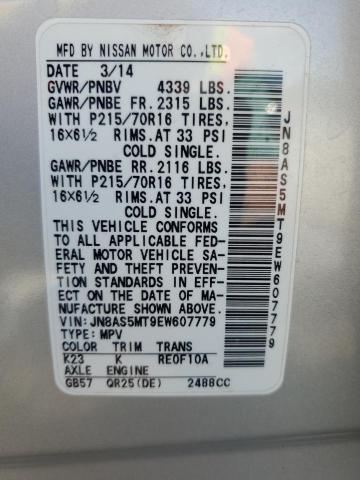 MFD BY NISSAN MOTOR CO.,LTD.
DATE 3/14
GVWR/PNBV 4339 LBS.
GAWR/PNBE FR. 2315 LBS.
WITH P215/70R16 TIRES,
16X6½ RIMS. AT 33 PSI
COLD SINGLE.
GAWR/PNBE RR. 2116 LBS.
WITH P215/70R16 TIRES,
16X6½ RIMS. AT 33 PSI
COLD SINGLE.
THIS VEHICLE CONFORMS
TO ALL APPLICABLE FED-
ERAL MOTOR VEHICLE SA-
FETY AND THEFT PREVENT-
ION STANDARDS IN EFF-
ECT ON THE DATE OF MA-
NUFACTURE SHOWN ABOVE.
VIN: JN8AS5MT9EW607779
TYPE: MPV
COLOR TRIM TRANS
K23 K RE0F10A
AXLE ENGINE
GB57 QR25(DE) 2488CC
JN8AS5MT9EW607779